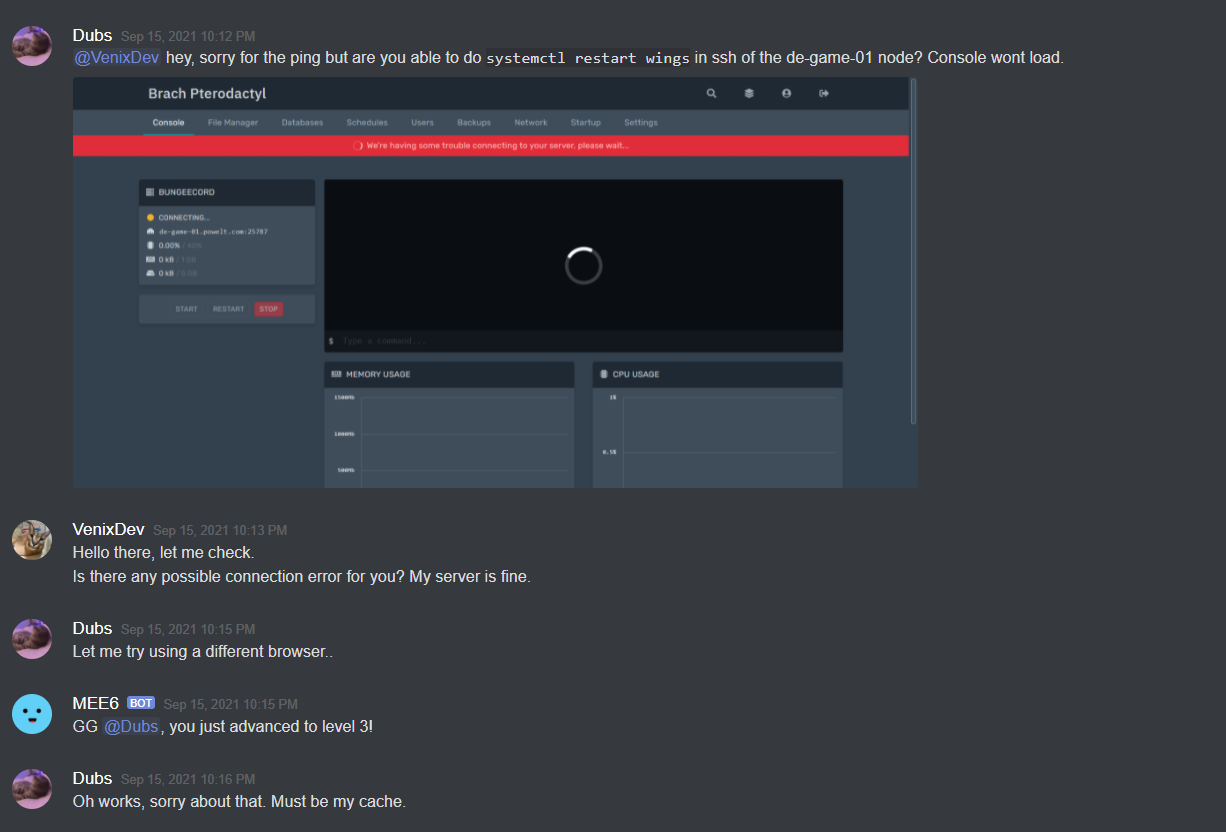 Dubs Sep 15, 2021 10:12 PM
@VenixDev hey, sorry for the ping but are you able to do systemctl restart wings in ssh of the de-game-01 node? Console wont load.
Brach Pterodactyl
Console File Manager Databases Schedules Users Backups Network Startup Settings
We're having some trouble connecting to your server, please wait...
BUNGEECORD
CONNECTING...
de-game-01.powelt.com:25787
0.00% / 40%
0 kB / 1 GB
0 kB / 5 GB
START RESTART STOP
$ Type a command...
MEMORY USAGE
1500Mb
1000Mb
500Mb
CPU USAGE
1%
0.5%
VenixDev Sep 15, 2021 10:13 PM
Hello there, let me check.
Is there any possible connection error for you? My server is fine.
Dubs Sep 15, 2021 10:15 PM
Let me try using a different browser..
MEE6 BOT Sep 15, 2021 10:15 PM
GG @Dubs, you just advanced to level 3!
Dubs Sep 15, 2021 10:16 PM
Oh works, sorry about that. Must be my cache.